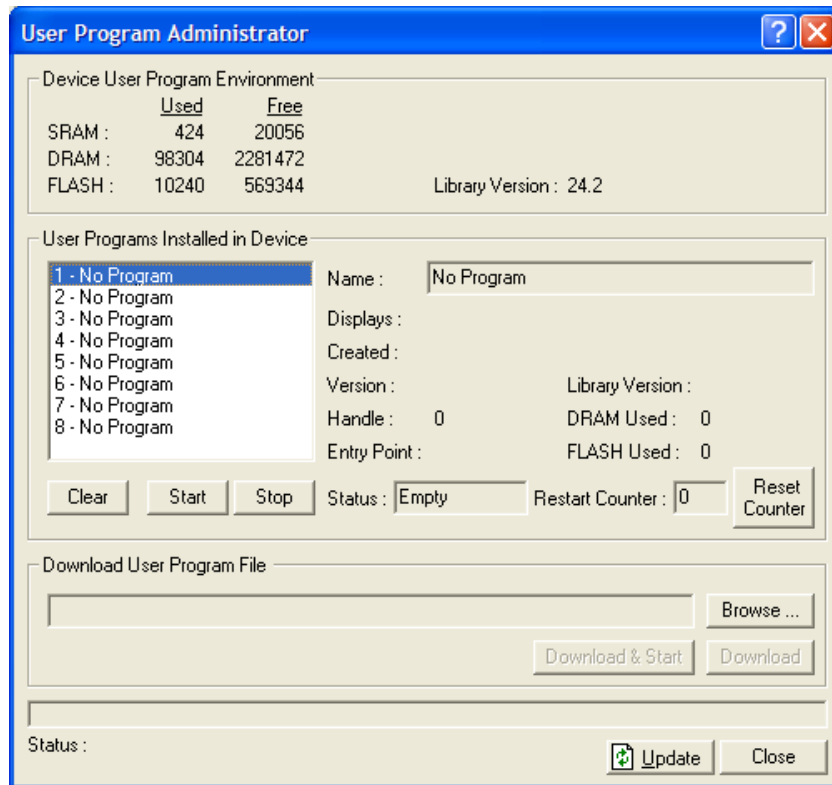 User Program Administrator
Device User Program Environment
Used Free
SRAM : 424 20056
DRAM : 98304 2281472
FLASH : 10240 569344 Library Version : 24.2
User Programs Installed in Device
1 - No Program
2 - No Program
3 - No Program
4 - No Program
5 - No Program
6 - No Program
7 - No Program
8 - No Program
Name : No Program
Displays :
Created :
Version : Library Version :
Handle : 0 DRAM Used : 0
Entry Point : FLASH Used : 0
Clear Start Stop Status : Empty Restart Counter : 0 Reset Counter
Download User Program File
Browse ...
Download & Start Download
Status :
Update Close